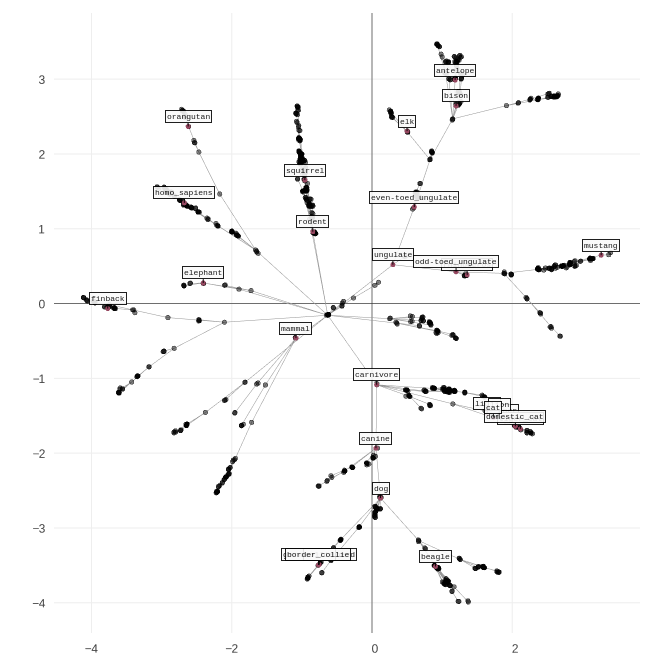 3
2
1
0
−1
−2
−3
−4
antelope
bison
orangutan
elk
squirrel
homo_sapiens
even-toed_ungulate
rodent
mustang
ungulate
odd-toed_ungulate
elephant
finback
mammal
carnivore
cat
domestic_cat
canine
dog
border_collie
beagle
−4
−2
0
2